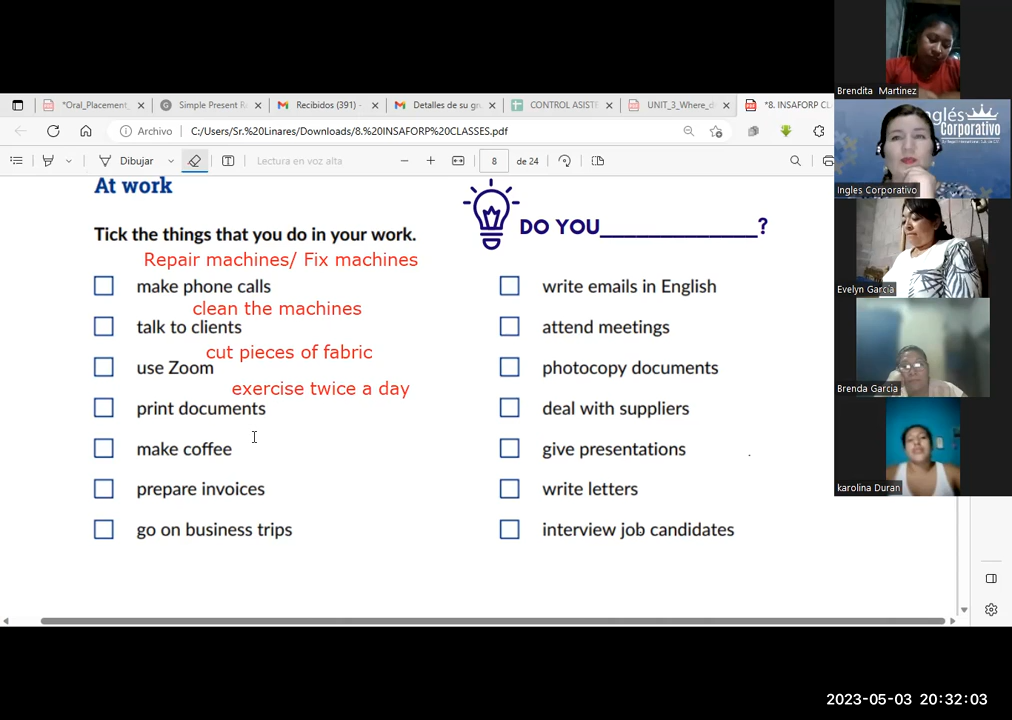 Brendita Martinez
*Oral_Placement_
Simple Present R
Recibidos (391) -
Detalles de su gr
CONTROL ASIST
UNIT_3_Where_d
*8. INSAFORP CL
Archivo
C:/Users/Sr.%20Linares/Downloads/8.%20INSAFORP%20CLASSES.pdf
Dibujar
Lectura en voz alta
8
de 24
Inglés
Corporativo
Ingles Corporativo
At work
DO YOU_______________?
Tick the things that you do in your work.
Repair machines/ Fix machines
make phone calls
clean the machines
talk to clients
cut pieces of fabric
use Zoom
exercise twice a day
print documents
make coffee
prepare invoices
go on business trips
write emails in English
attend meetings
photocopy documents
deal with suppliers
give presentations
write letters
interview job candidates
Evelyn Garcia
Brenda Garcia
karolina Duran
2023-05-03 20:32:03